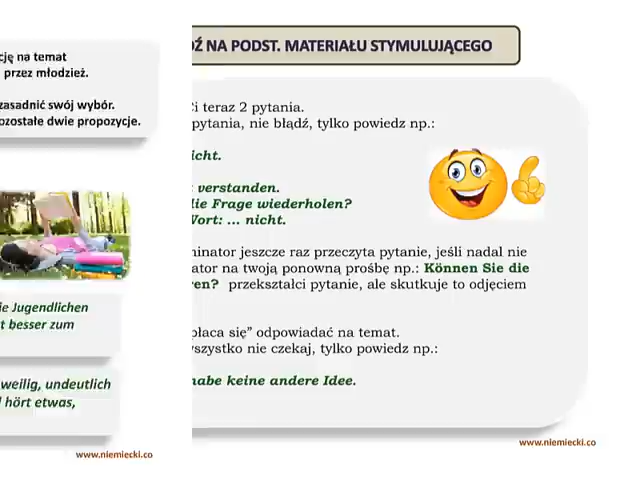 cję na temat
przez młodzież.
zasadnić swój wybór.
ozostałe dwie propozycje.
ie Jugendlichen
t besser zum
weilig, undeutlich
hört etwas,
www.niemiecki.co
DŹ NA PODST. MATERIAŁU STYMULUJĄCEGO
i teraz 2 pytania.
pytania, nie błądź, tylko powiedz np.:
icht.
verstanden.
die Frage wiederholen?
Wort: ... nicht.
minator jeszcze raz przeczyta pytanie, jeśli nadal nie
ator na twoją ponowną prośbę np.: Können Sie die
ren? przekształci pytanie, ale skutkuje to odjęciem
płaca się” odpowiadać na temat.
wszystko nie czekaj, tylko powiedz np.:
habe keine andere Idee.
www.niemiecki.co